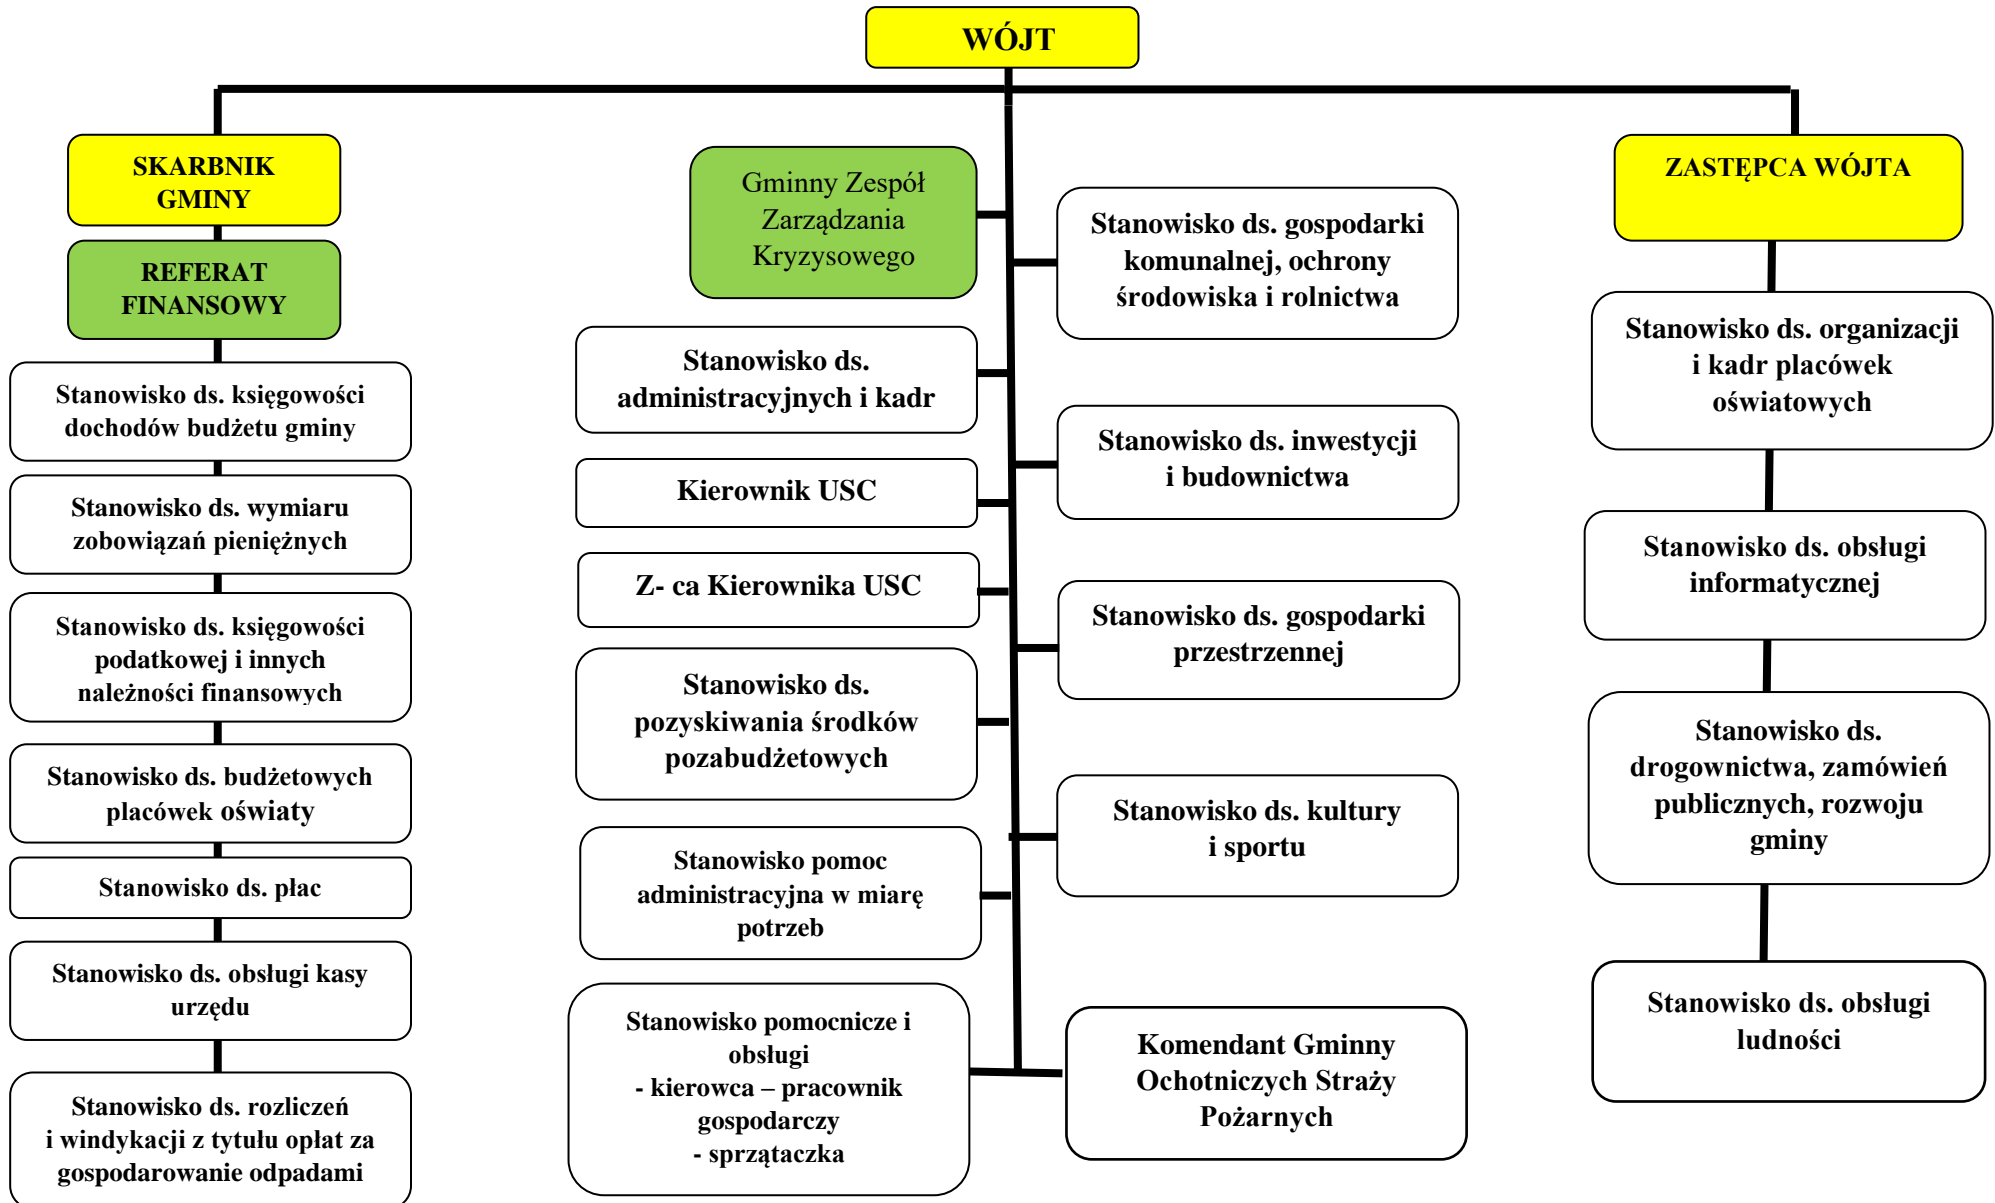 WÓJT
SKARBNIK
GMINY
REFERAT
FINANSOWY
Stanowisko ds. księgowości
dochodów budżetu gminy
Stanowisko ds. wymiaru
zobowiązań pieniężnych
Stanowisko ds. księgowości
podatkowej i innych
należności finansowych
Stanowisko ds. budżetowych
placówek oświaty
Stanowisko ds. płac
Stanowisko ds. obsługi kasy
urzędu
Stanowisko ds. rozliczeń
i windykacji z tytułu opłat za
gospodarowanie odpadami
Gminny Zespół
Zarządzania
Kryzysowego
Stanowisko ds.
administracyjnych i kadr
Kierownik USC
Z- ca Kierownika USC
Stanowisko ds.
pozyskiwania środków
pozabudżetowych
Stanowisko pomoc
administracyjna w miarę
potrzeb
Stanowisko pomocnicze i
obsługi
- kierowca – pracownik
gospodarczy
- sprzątaczka
Stanowisko ds. gospodarki
komunalnej, ochrony
środowiska i rolnictwa
Stanowisko ds. inwestycji
i budownictwa
Stanowisko ds. gospodarki
przestrzennej
Stanowisko ds. kultury
i sportu
Komendant Gminny
Ochotniczych Straży
Pożarnych
ZASTĘPCA WÓJTA
Stanowisko ds. organizacji
i kadr placówek
oświatowych
Stanowisko ds. obsługi
informatycznej
Stanowisko ds.
drogownictwa, zamówień
publicznych, rozwoju
gminy
Stanowisko ds. obsługi
ludności